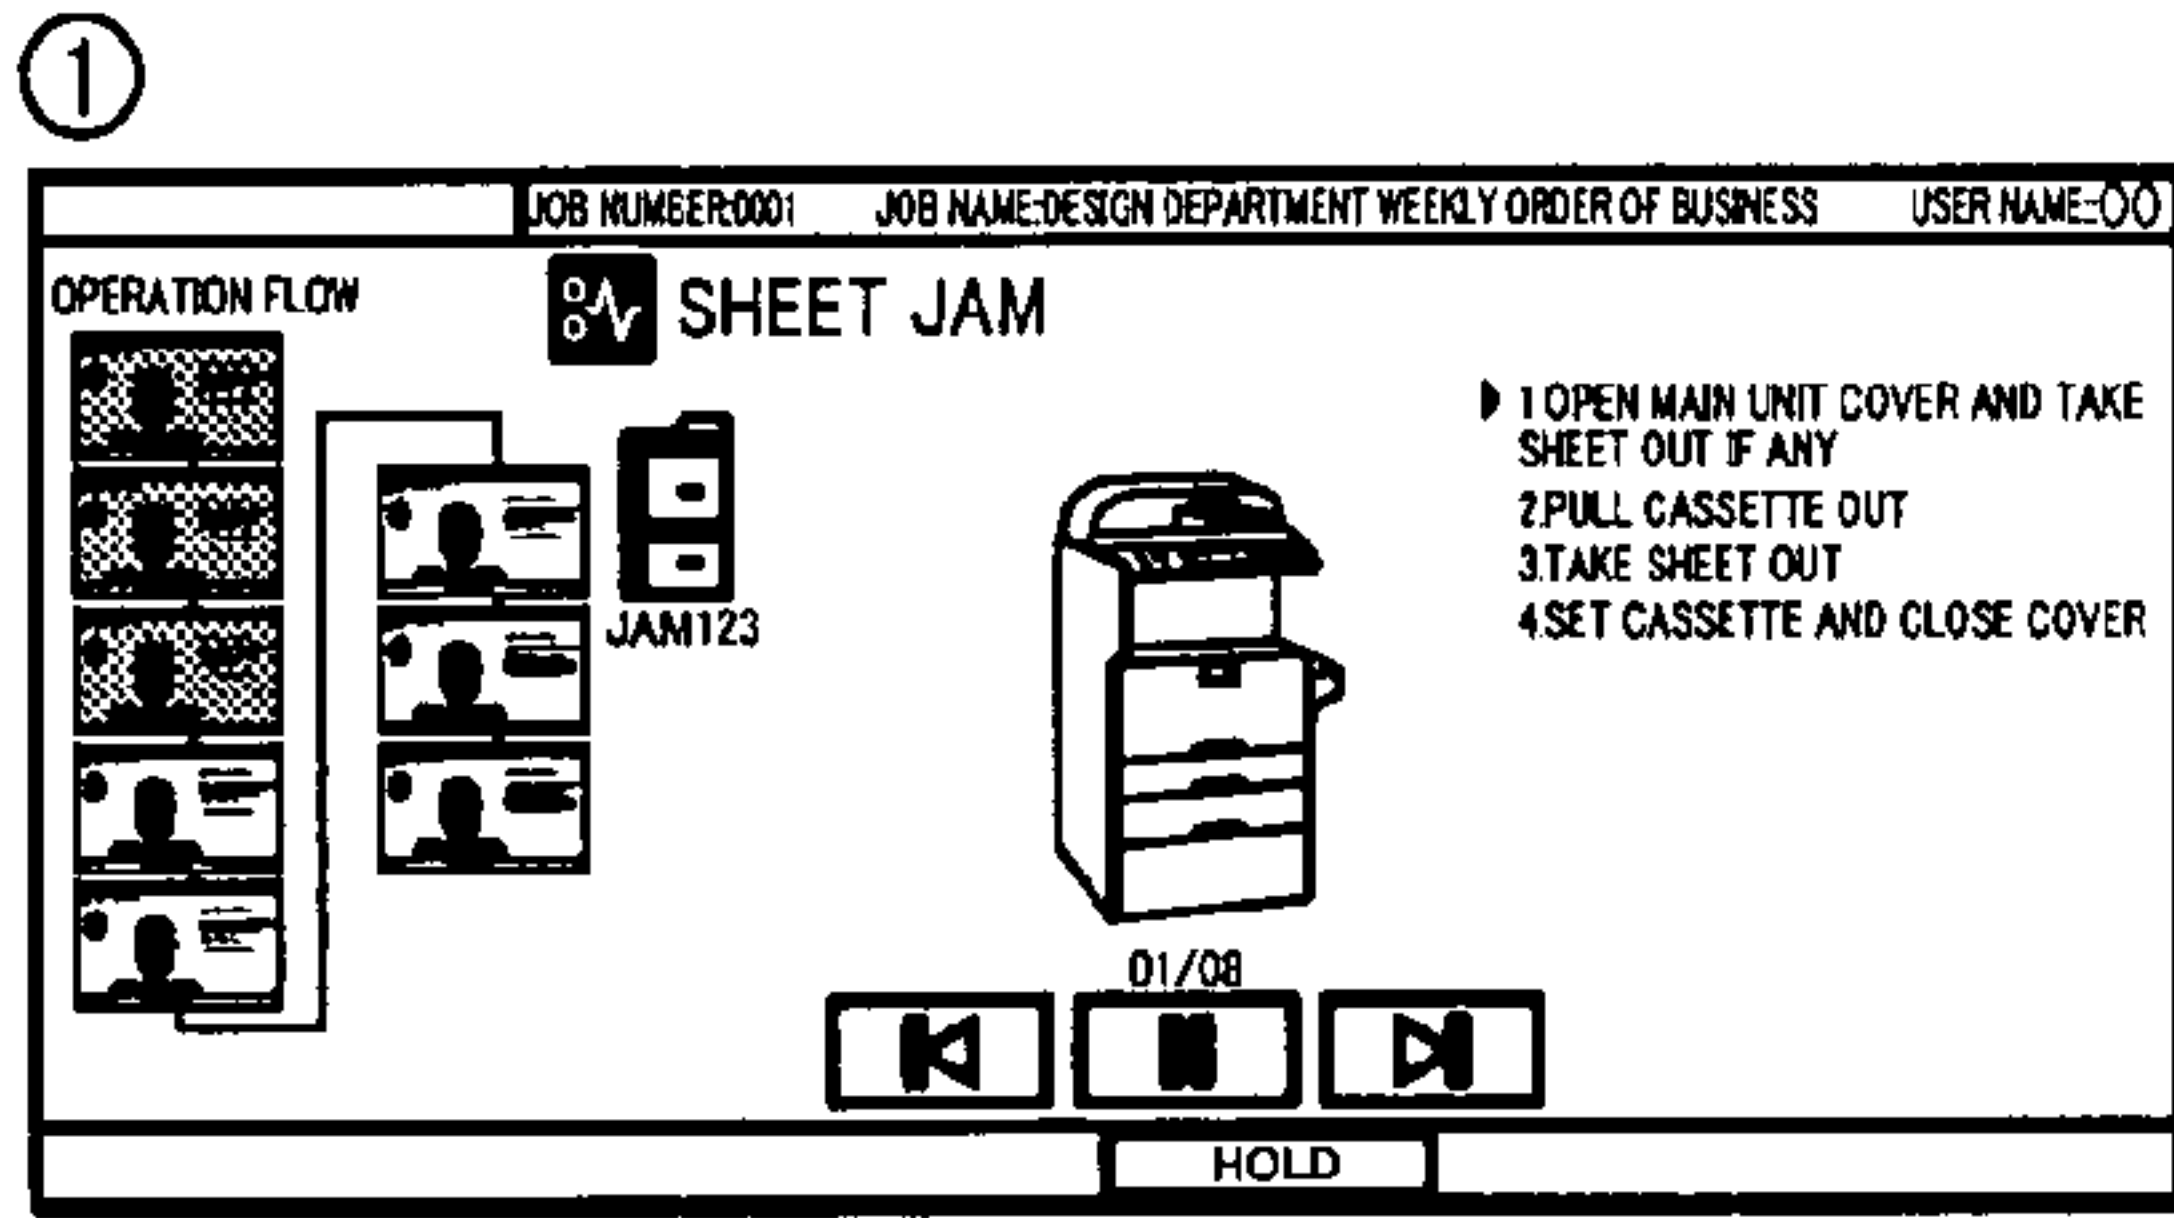 1
JOB NUMBER:0001 JOB NAME:DESIGN DEPARTMENT WEEKLY ORDER OF BUSINESS USER NAME:○○
OPERATION FLOW
SHEET JAM
JAM123
1 OPEN MAIN UNIT COVER AND TAKE
SHEET OUT IF ANY
2.PULL CASSETTE OUT
3.TAKE SHEET OUT
4.SET CASSETTE AND CLOSE COVER
01/08
HOLD